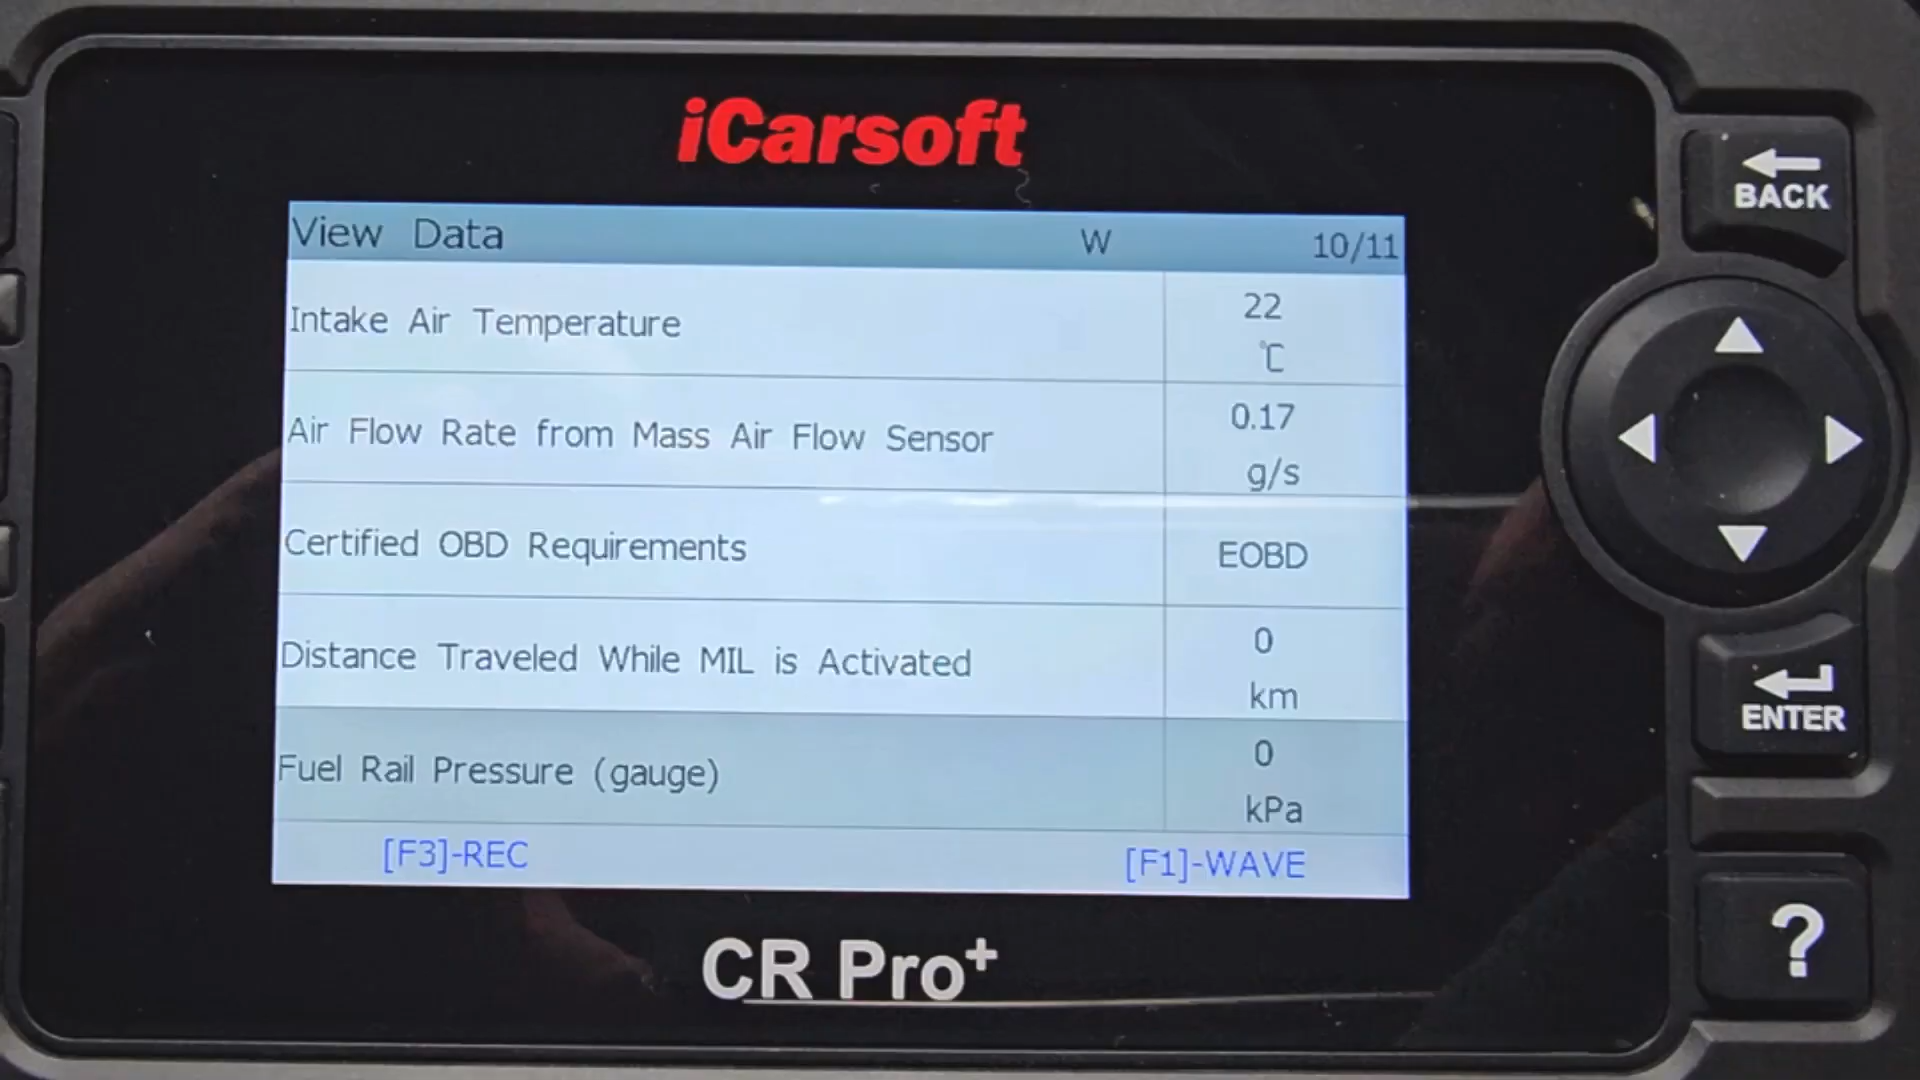 iCarsoft
View Data W 10/11
Intake Air Temperature 22 ℃
Air Flow Rate from Mass Air Flow Sensor 0.17 g/s
Certified OBD Requirements EOBD
Distance Traveled While MIL is Activated 0 km
Fuel Rail Pressure (gauge) 0 kPa
[F3]-REC [F1]-WAVE
CR Pro+
BACK
ENTER
?